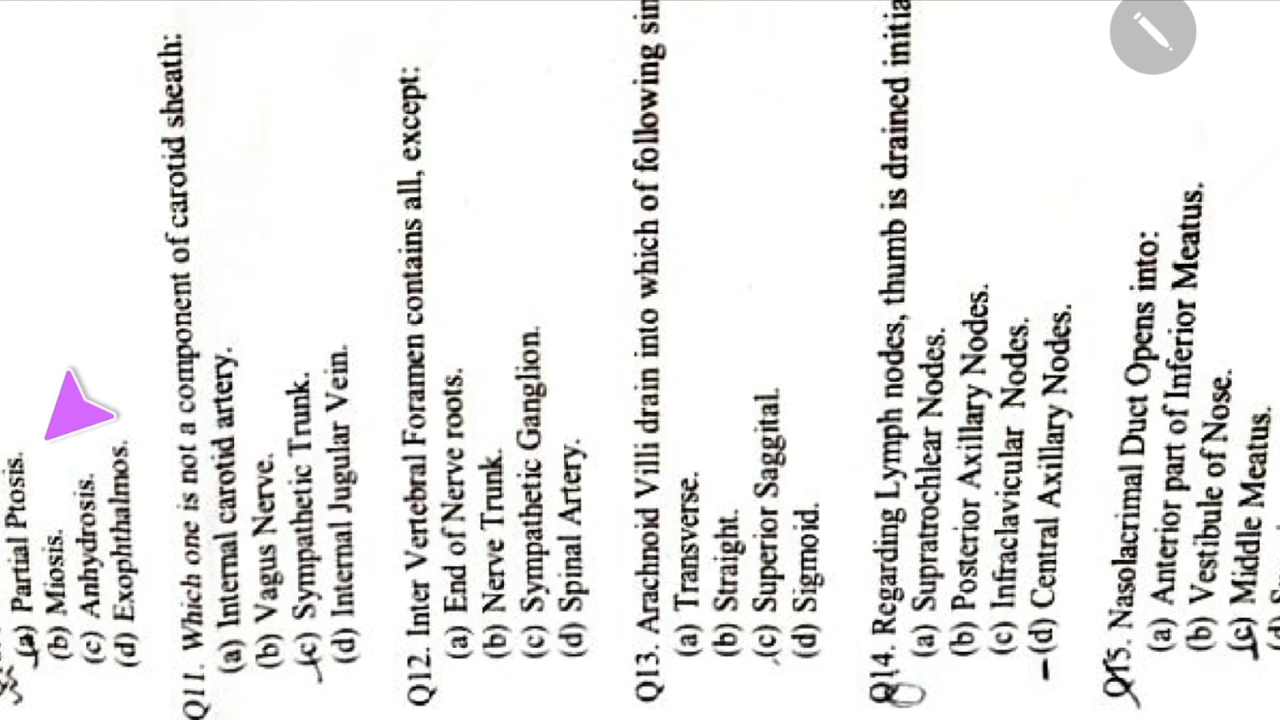 (a) Partial Ptosis.
(b) Miosis.
(c) Anhydrosis.
(d) Exophthalmos.
Q11. Which one is not a component of carotid sheath:
(a) Internal carotid artery.
(b) Vagus Nerve.
(c) Sympathetic Trunk.
(d) Internal Jugular Vein.
Q12. Inter Vertebral Foramen contains all, except:
(a) End of Nerve roots.
(b) Nerve Trunk.
(c) Sympathetic Ganglion.
(d) Spinal Artery.
Q13. Arachnoid Villi drain into which of following
(a) Transverse.
(b) Straight.
(c) Superior Saggital.
(d) Sigmoid.
Q14. Regarding Lymph nodes, thumb is drained
(a) Supratrochlear Nodes.
(b) Posterior Axillary Nodes.
(c) Infraclavicular Nodes.
(d) Central Axillary Nodes.
Q15. Nasolacrimal Duct Opens into:
(a) Anterior part of Inferior Meatus.
(b) Vestibule of Nose.
(c) Middle Meatus.
(d)